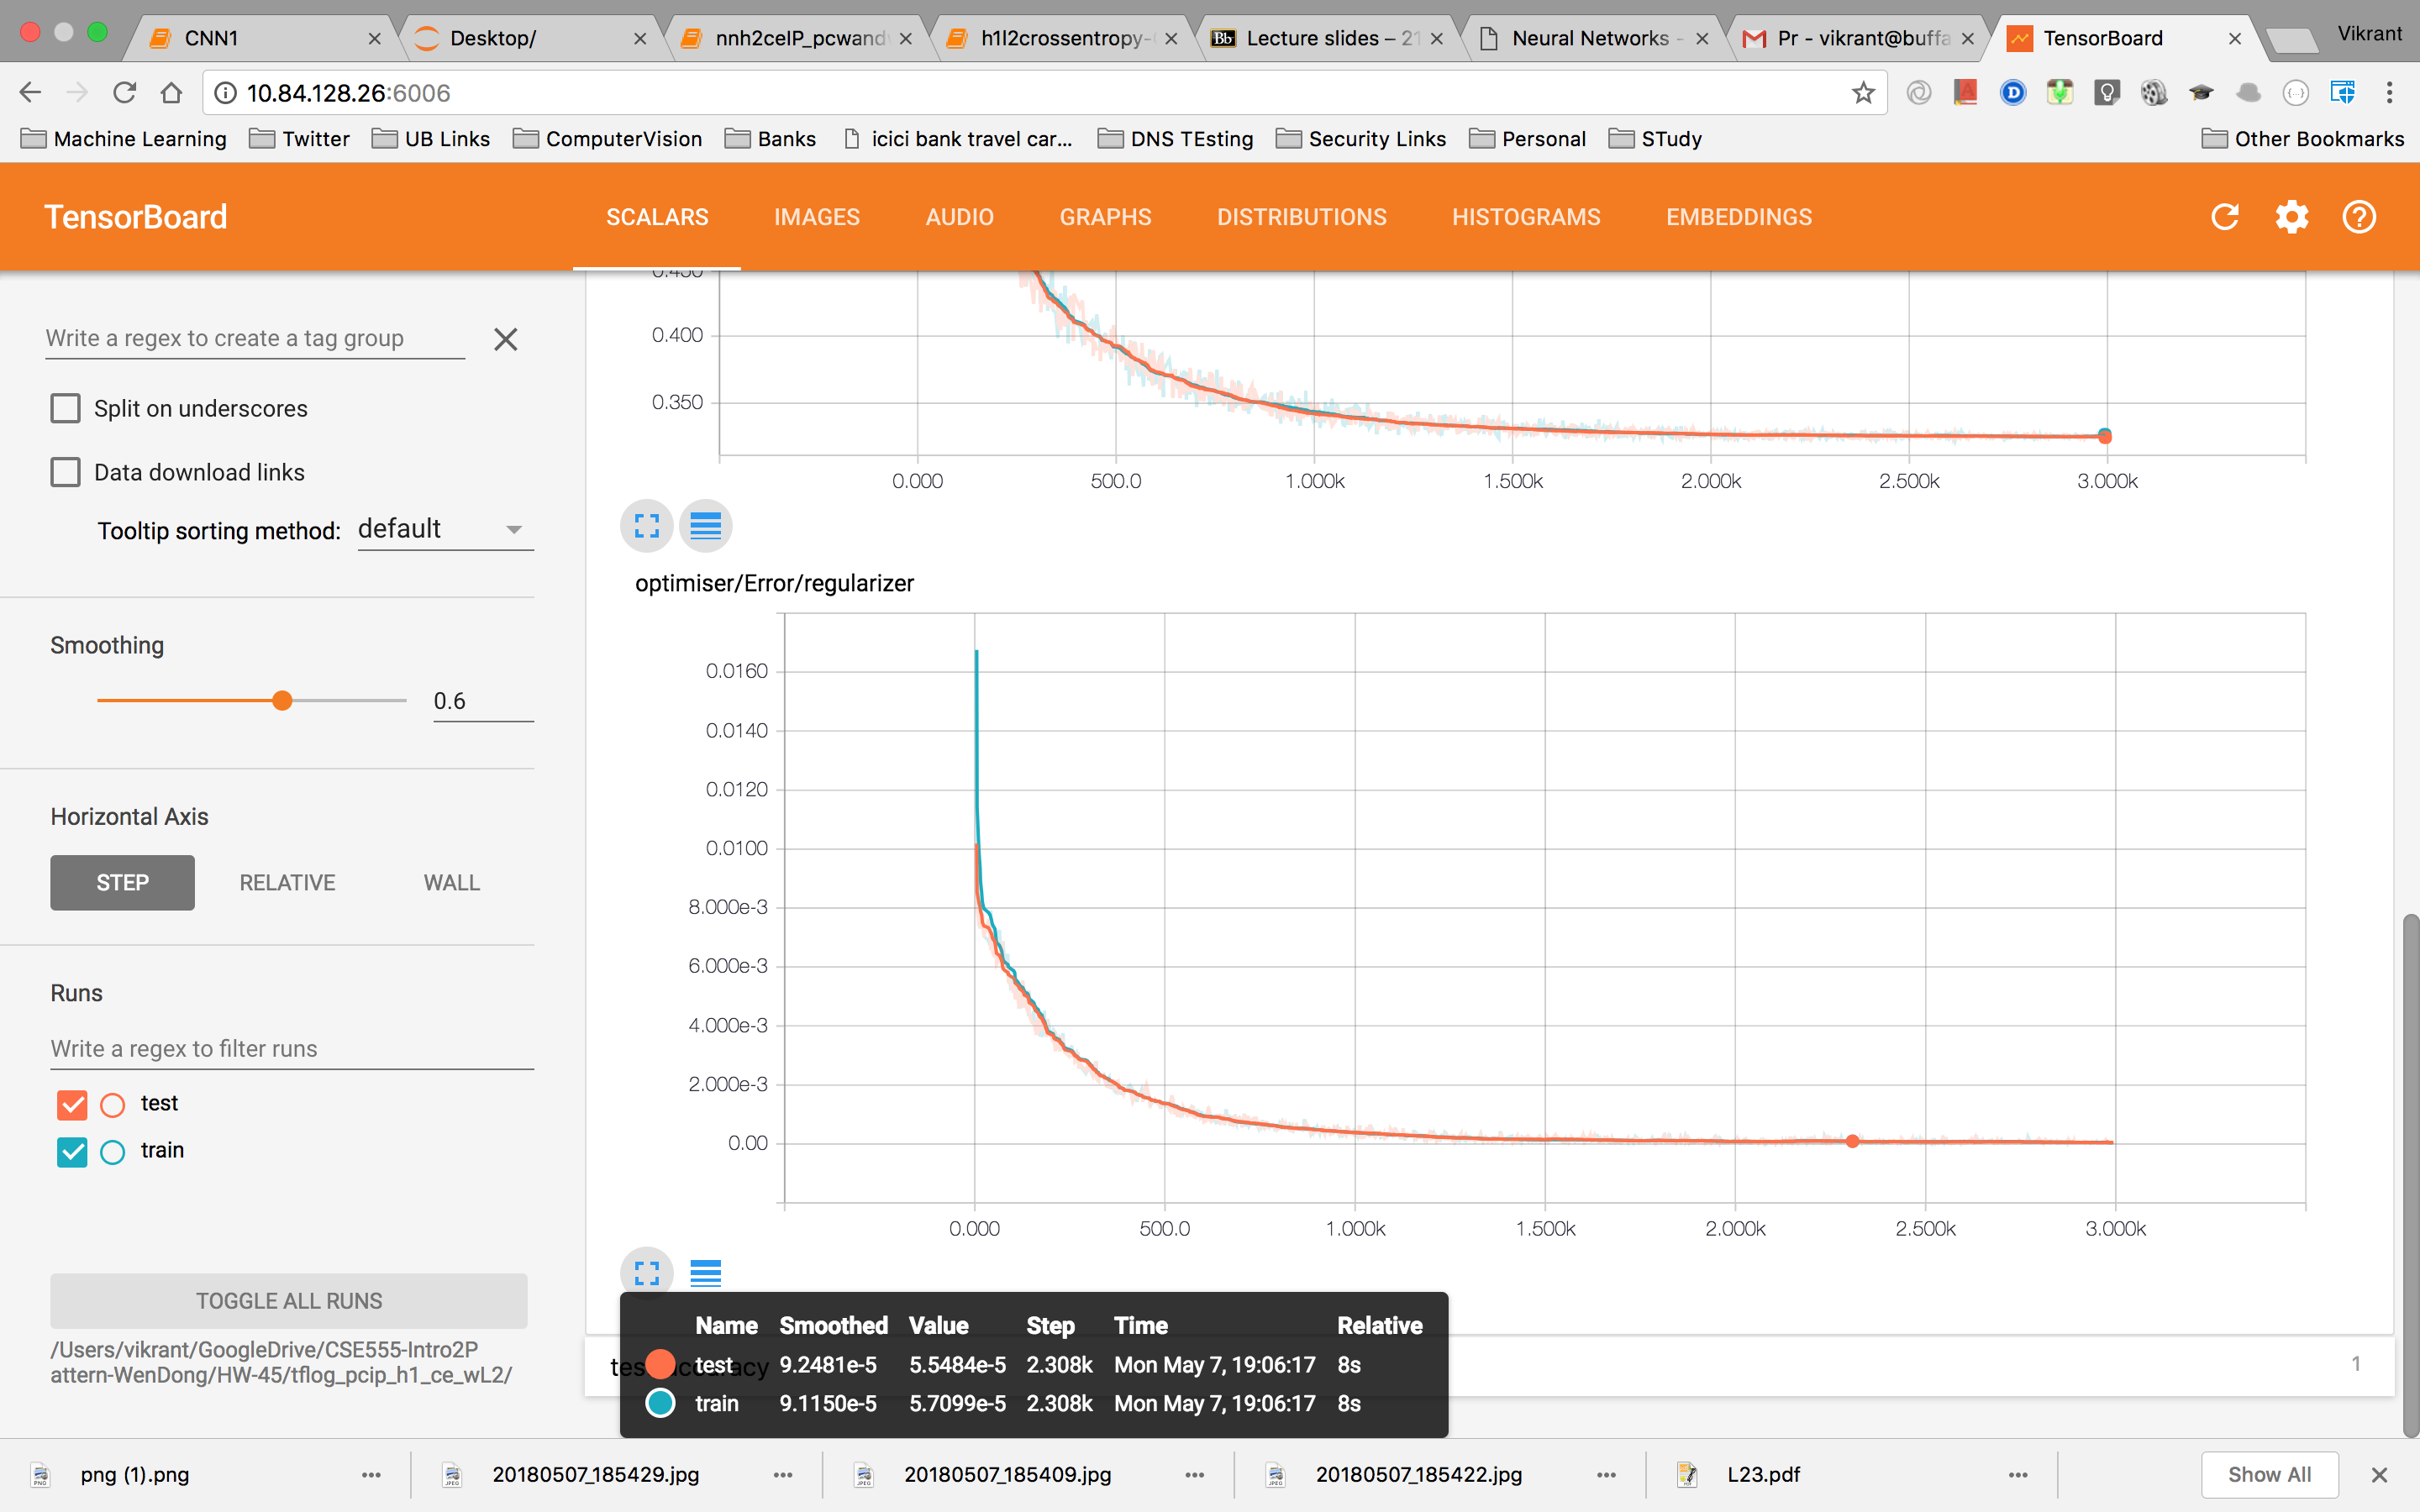 CNN1
Desktop/
nnh2ceIP_pcwand
h1l2crossentropy-
Bb Lecture slides – 21
Neural Networks -
Pr - vikrant@buffa
TensorBoard
Vikrant
10.84.128.26:6006
Machine Learning
Twitter
UB Links
ComputerVision
Banks
icici bank travel car...
DNS TEsting
Security Links
Personal
STudy
Other Bookmarks
TensorBoard
SCALARS
IMAGES
AUDIO
GRAPHS
DISTRIBUTIONS
HISTOGRAMS
EMBEDDINGS
Write a regex to create a tag group
Split on underscores
Data download links
Tooltip sorting method: default
Smoothing
0.6
Horizontal Axis
STEP RELATIVE WALL
Runs
Write a regex to filter runs
test
train
TOGGLE ALL RUNS
/Users/vikrant/GoogleDrive/CSE555-Intro2P
attern-WenDong/HW-45/tflog_pcip_h1_ce_wL2/
0.450
0.400
0.350
0.000 500.0 1.000k 1.500k 2.000k 2.500k 3.000k
optimiser/Error/regularizer
0.0160
0.0140
0.0120
0.0100
8.000e-3
6.000e-3
4.000e-3
2.000e-3
0.00
0.000 500.0 1.000k 1.500k 2.000k 2.500k 3.000k
Name Smoothed Value Step Time Relative
test 9.2481e-5 5.5484e-5 2.308k Mon May 7, 19:06:17 8s
train 9.1150e-5 5.7099e-5 2.308k Mon May 7, 19:06:17 8s
1
png (1).png
20180507_185429.jpg
20180507_185409.jpg
20180507_185422.jpg
L23.pdf
Show All